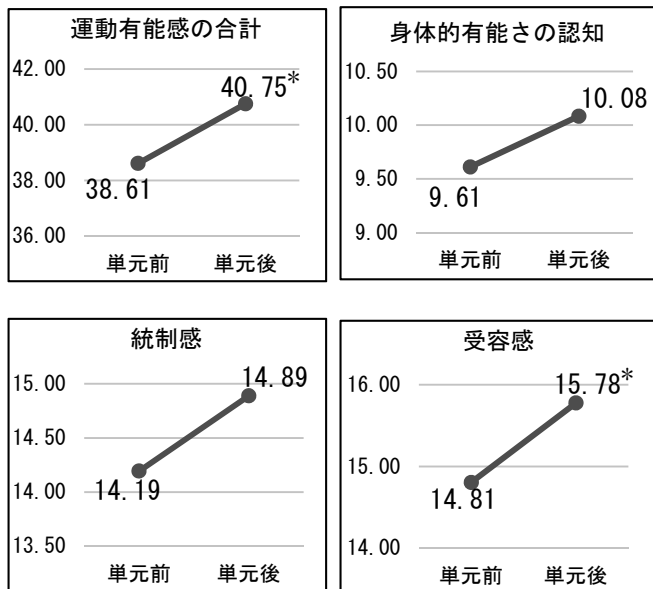 運動有能感の合計
42.00
40.00
38.00
36.00
40.75*
38.61
単元前 単元後
身体的有能さの認知
10.50
10.00
9.50
9.00
10.08
9.61
単元前 単元後
統制感
15.00
14.50
14.00
13.50
14.89
14.19
単元前 単元後
受容感
16.00
15.00
14.00
15.78*
14.81
単元前 単元後